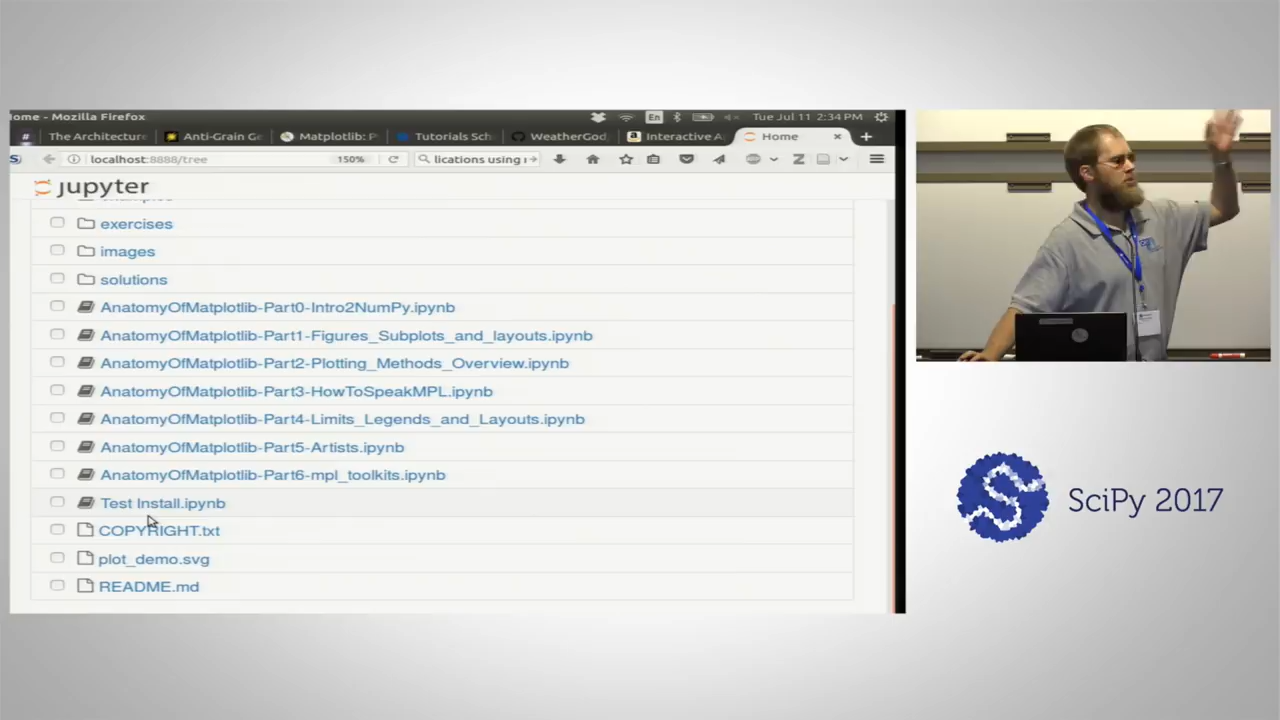 Home - Mozilla Firefox
En
Tue Jul 11 2:34 PM
The Architecture
Anti-Grain Ge
Matplotlib: P
Tutorials Sch
WeatherGod
Interactive A
Home
localhost:8888/tree
150%
lications using
jupyter
examples
exercises
images
solutions
AnatomyOfMatplotlib-Part0-Intro2NumPy.ipynb
AnatomyOfMatplotlib-Part1-Figures_Subplots_and_layouts.ipynb
AnatomyOfMatplotlib-Part2-Plotting_Methods_Overview.ipynb
AnatomyOfMatplotlib-Part3-HowToSpeakMPL.ipynb
AnatomyOfMatplotlib-Part4-Limits_Legends_and_Layouts.ipynb
AnatomyOfMatplotlib-Part5-Artists.ipynb
AnatomyOfMatplotlib-Part6-mpl_toolkits.ipynb
Test Install.ipynb
COPYRIGHT.txt
plot_demo.svg
README.md
SciPy 2017